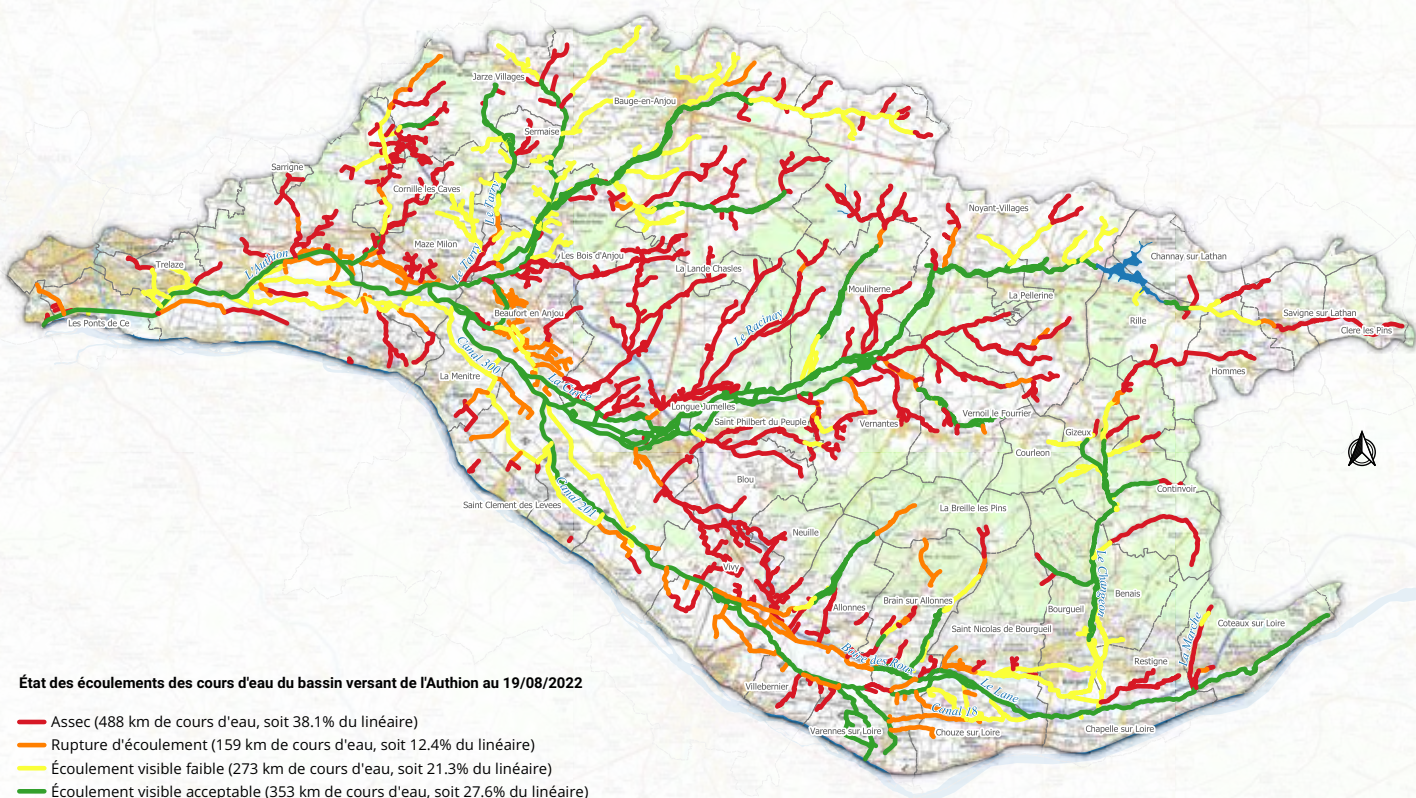 Jarze Villages
Bauge-en-Anjou
Sermaise
Sarrigne
Cornille les Caves
Le Tarry
Noyant-Villages
Maze Milon
Le Tarry
Les Bois d'Anjou
L'Authion
Trelaze
La Lande Chasles
Channay sur Lathan
Mouliherne
La Pellerine
Beaufort en Anjou
Les Ponts de Ce
Le Racinay
Rille
Savigne sur Lathan
Clere les Pins
Canal 300
La Menitre
La Curée
Hommes
Longue Jumelles
Saint Philbert du Peuple
Vernantes
Vernoil le Fourrier
Gizeux
Courleon
Blou
Continvoir
Canal 201
Saint Clement des Levees
La Breille les Pins
Neuille
Vivy
Le Changeon
Benais
Brain sur Allonnes
Allonnes
Bourgueil
Coteaux sur Loire
Saint Nicolas de Bourgueil
La Marche
Restigne
Villebernier
Le Lane
Canal 18
Varennes sur Loire
Chouze sur Loire
Chapelle sur Loire
État des écoulements des cours d'eau du bassin versant de l'Authion au 19/08/2022
Assec (488 km de cours d'eau, soit 38.1% du linéaire)
Rupture d'écoulement (159 km de cours d'eau, soit 12.4% du linéaire)
Écoulement visible faible (273 km de cours d'eau, soit 21.3% du linéaire)
Écoulement visible acceptable (353 km de cours d'eau, soit 27.6% du linéaire)